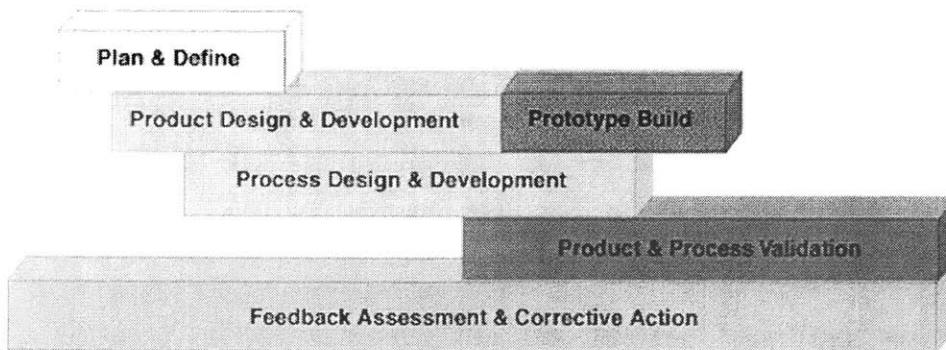 Plan & Define
Product Design & Development
Prototype Build
Process Design & Development
Product & Process Validation
Feedback Assessment & Corrective Action